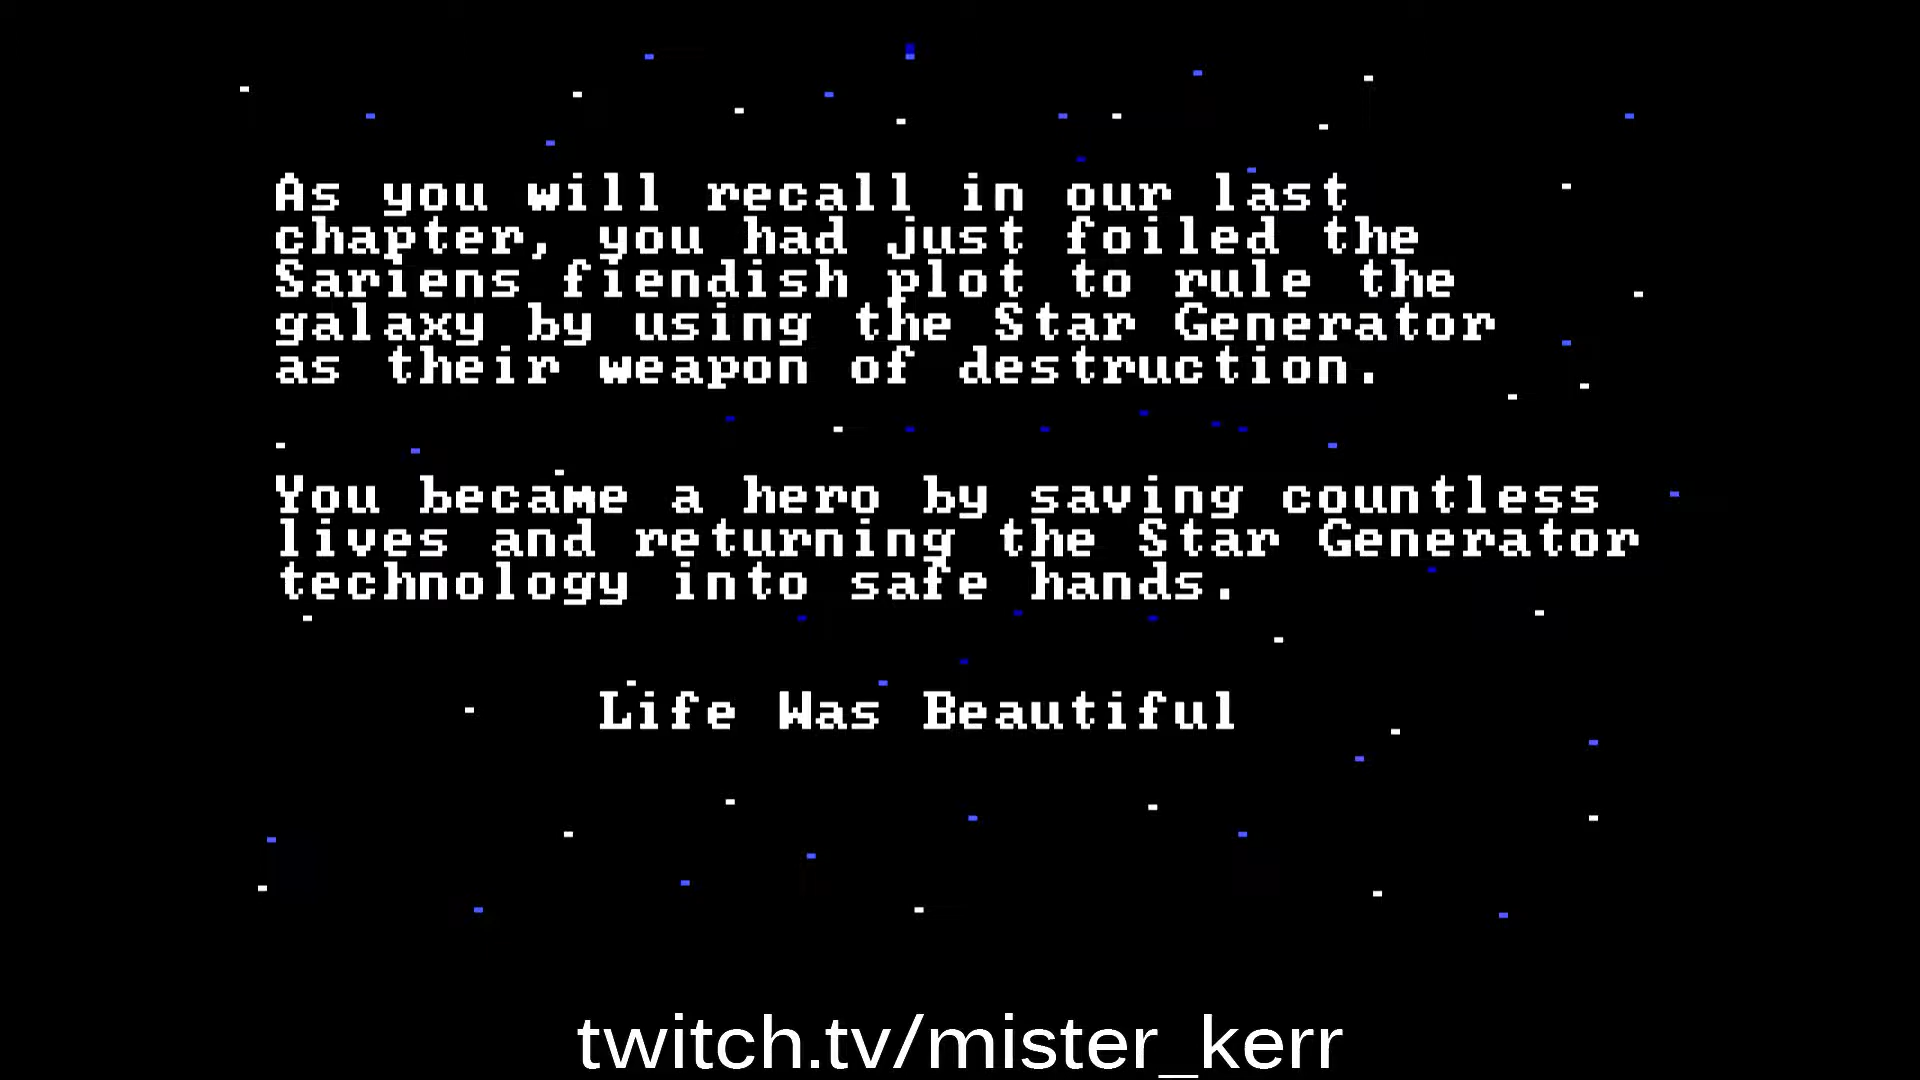 As you will recall in our last
chapter, you had just foiled the
Sariens fiendish plot to rule the
galaxy by using the Star Generator
as their weapon of destruction.
You became a hero by saving countless
lives and returning the Star Generator
technology into safe hands.
Life Was Beautiful
twitch.tv/mister_kerr